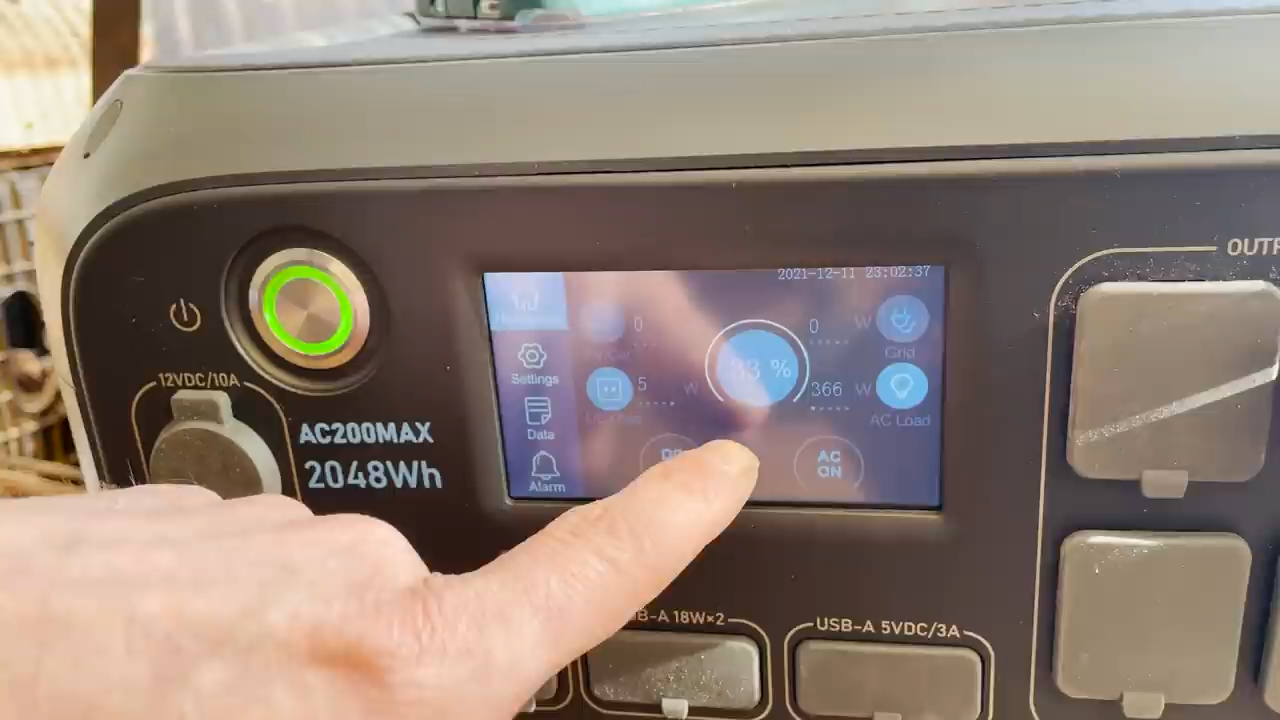 OUTP
2021-12-11 23:02:37
0
0 W
Grid
33 %
Settings
5 W
366 W
AC Load
Data
AC
ON
Alarm
12VDC/10A
AC200MAX
2048Wh
B-A 18W×2
USB-A 5VDC/3A